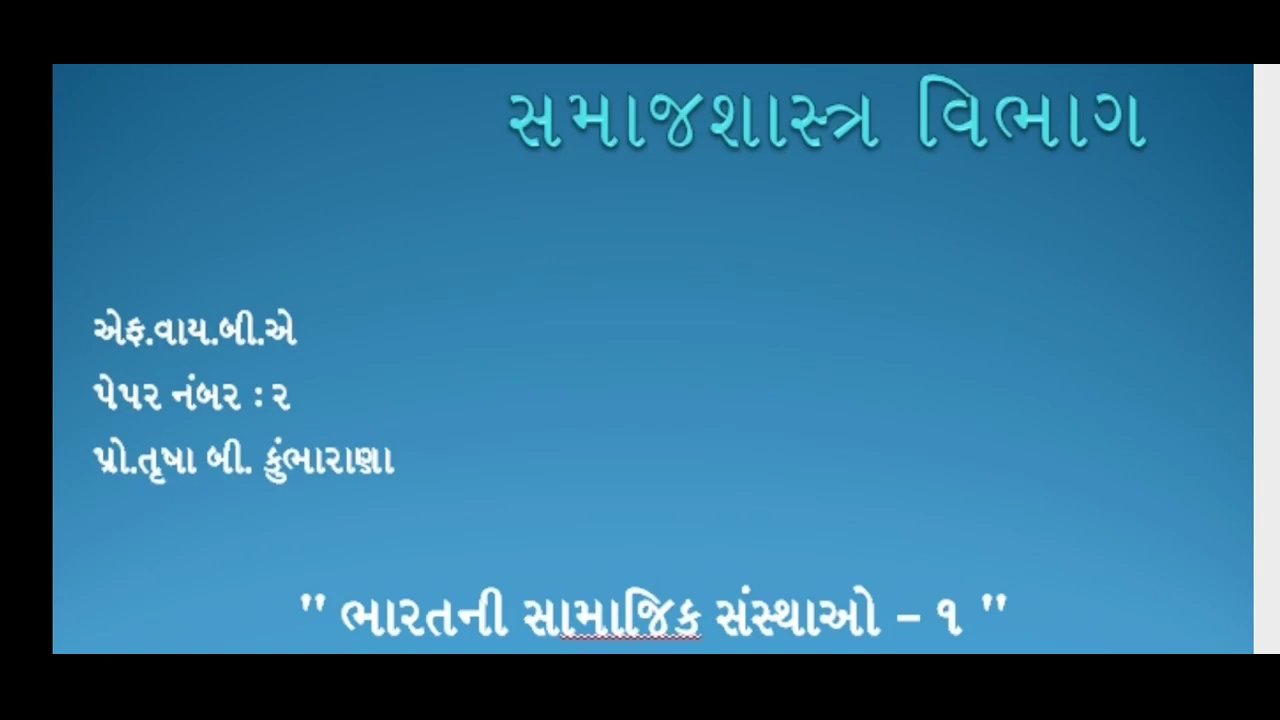 સમાજશાસ્ત્ર વિભાગ
એફ.વાય.બી.એ
પેપર નંબર : ૨
પ્રો.તૃષા બી. કુંભારાણા
" ભારતની સામાજિક સંસ્થાઓ – ૧ "